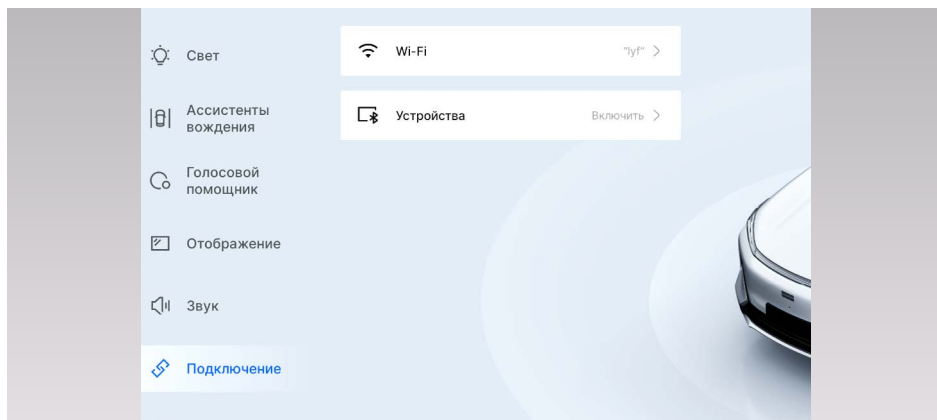 Свет
Ассистенты
вождения
Голосовой
помощник
Отображение
Звук
Подключение
Wi-Fi
"lyf"
Устройства
Включить